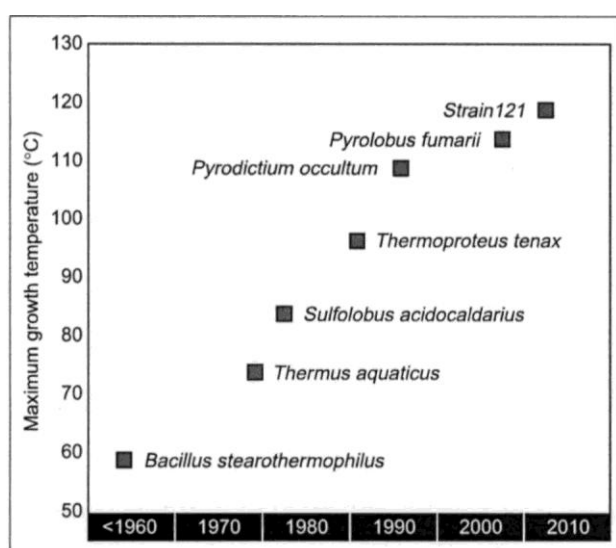 130
120
110
100
90
80
70
60
50
Maximum growth temperature (°C)
Strain121
Pyrolobus fumarii
Pyrodictium occultum
Thermoproteus tenax
Sulfolobus acidocaldarius
Thermus aquaticus
Bacillus stearothermophilus
<1960 1970 1980 1990 2000 2010